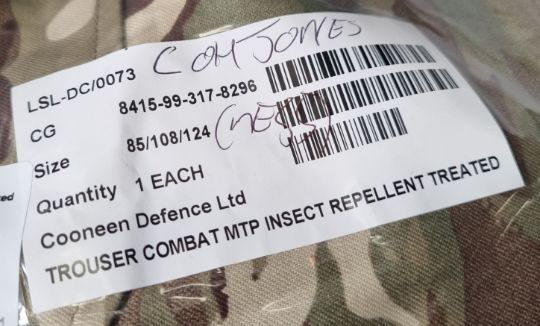 LSL-DC/0073
CG 8415-99-317-8296
Size 85/108/124
Quantity 1 EACH
Cooneen Defence Ltd
TROUSER COMBAT MTP INSECT REPELLENT TREATED
JONES